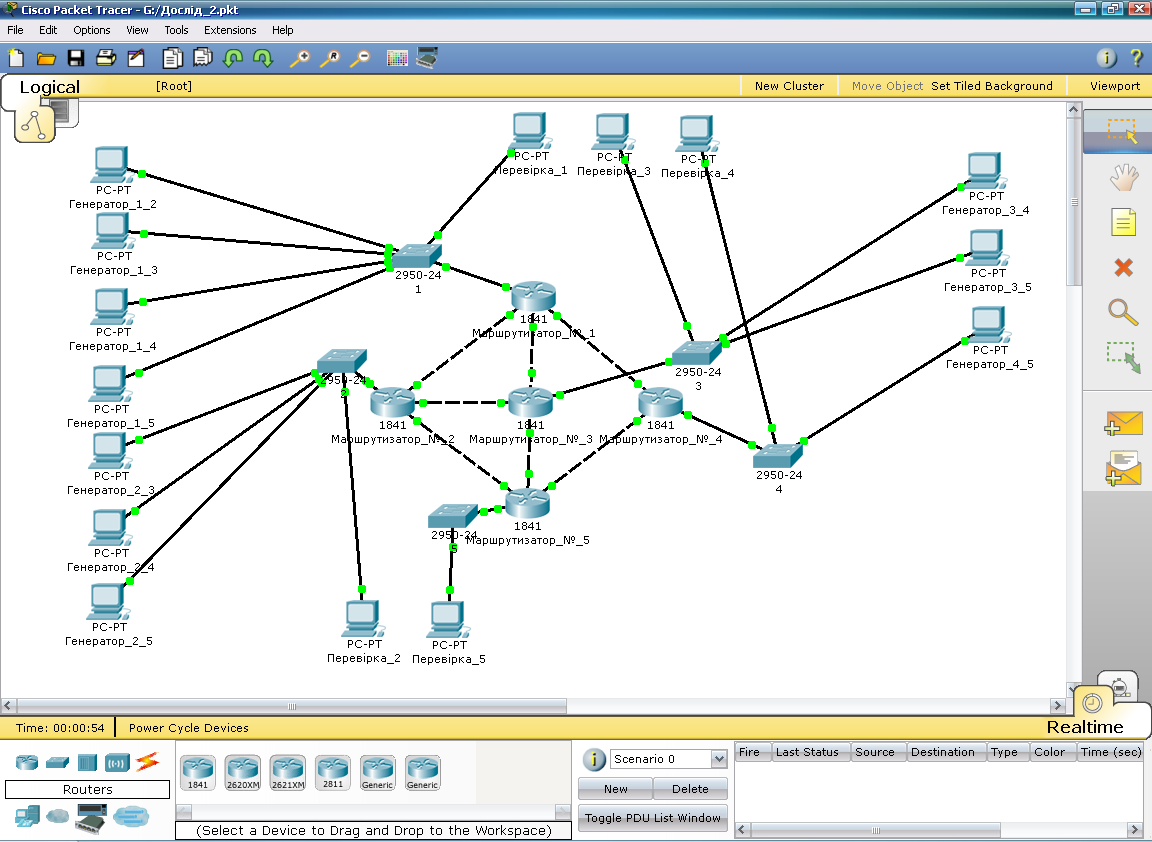 Cisco Packet Tracer - G:/Дослід_2.pkt
File Edit Options View Tools Extensions Help
Logical
[Root]
New Cluster
Move Object
Set Tiled Background
Viewport
PC-PT
Перевірка_1
PC-PT
Перевірка_3
PC-PT
Перевірка_4
PC-PT
Генератор_1_2
PC-PT
Генератор_1_3
PC-PT
Генератор_1_4
PC-PT
Генератор_1_5
PC-PT
Генератор_2_3
PC-PT
Генератор_2_4
PC-PT
Генератор_2_5
PC-PT
Генератор_3_4
PC-PT
Генератор_3_5
PC-PT
Генератор_4_5
2950-24
1
1841
Маршрутизатор_№_1
2950-24
2
1841
Маршрутизатор_№_2
1841
Маршрутизатор_№_3
1841
Маршрутизатор_№_4
2950-24
3
2950-24
4
1841
Маршрутизатор_№_5
2950-24
5
PC-PT
Перевірка_2
PC-PT
Перевірка_5
Time: 00:00:54
Power Cycle Devices
Realtime
Routers
1841
2620XM
2621XM
2811
Generic
Generic
(Select a Device to Drag and Drop to the Workspace)
Scenario 0
New
Delete
Toggle PDU List Window
Fire
Last Status
Source
Destination
Type
Color
Time (sec)